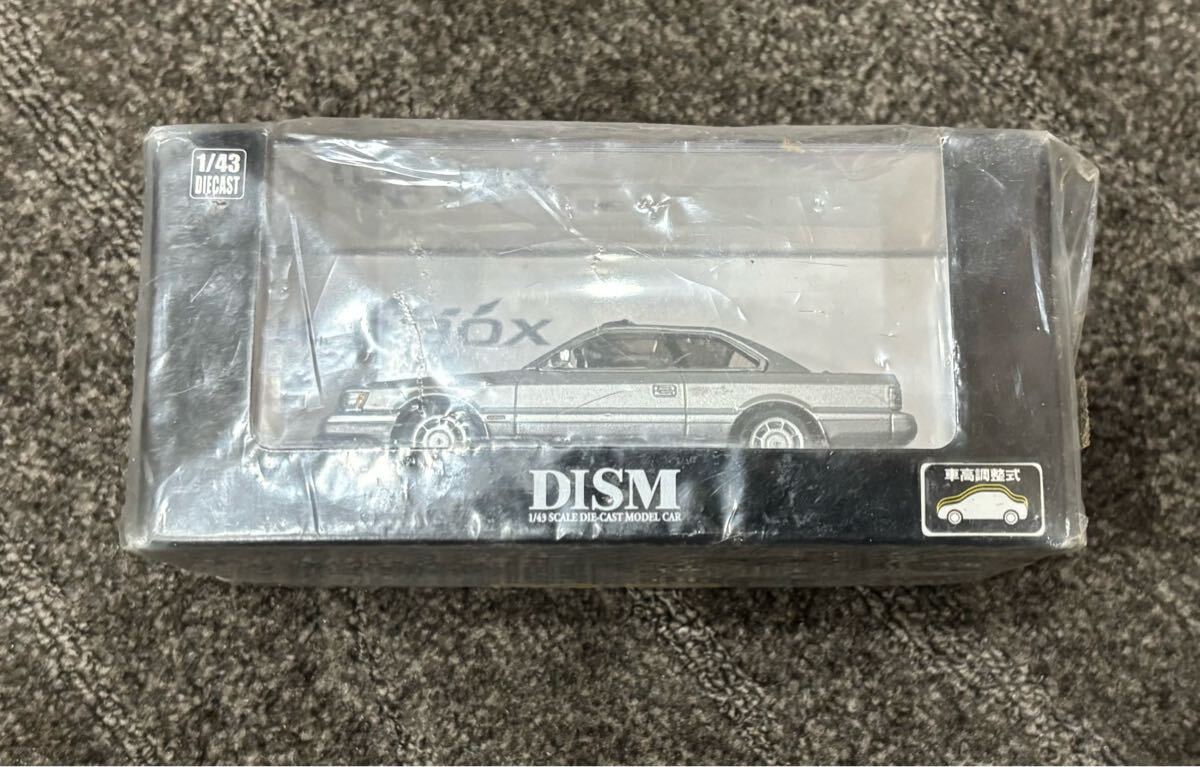 1/43
DIECAST
DISM
1/43 SCALE DIE-CAST MODEL CAR
車高調整式